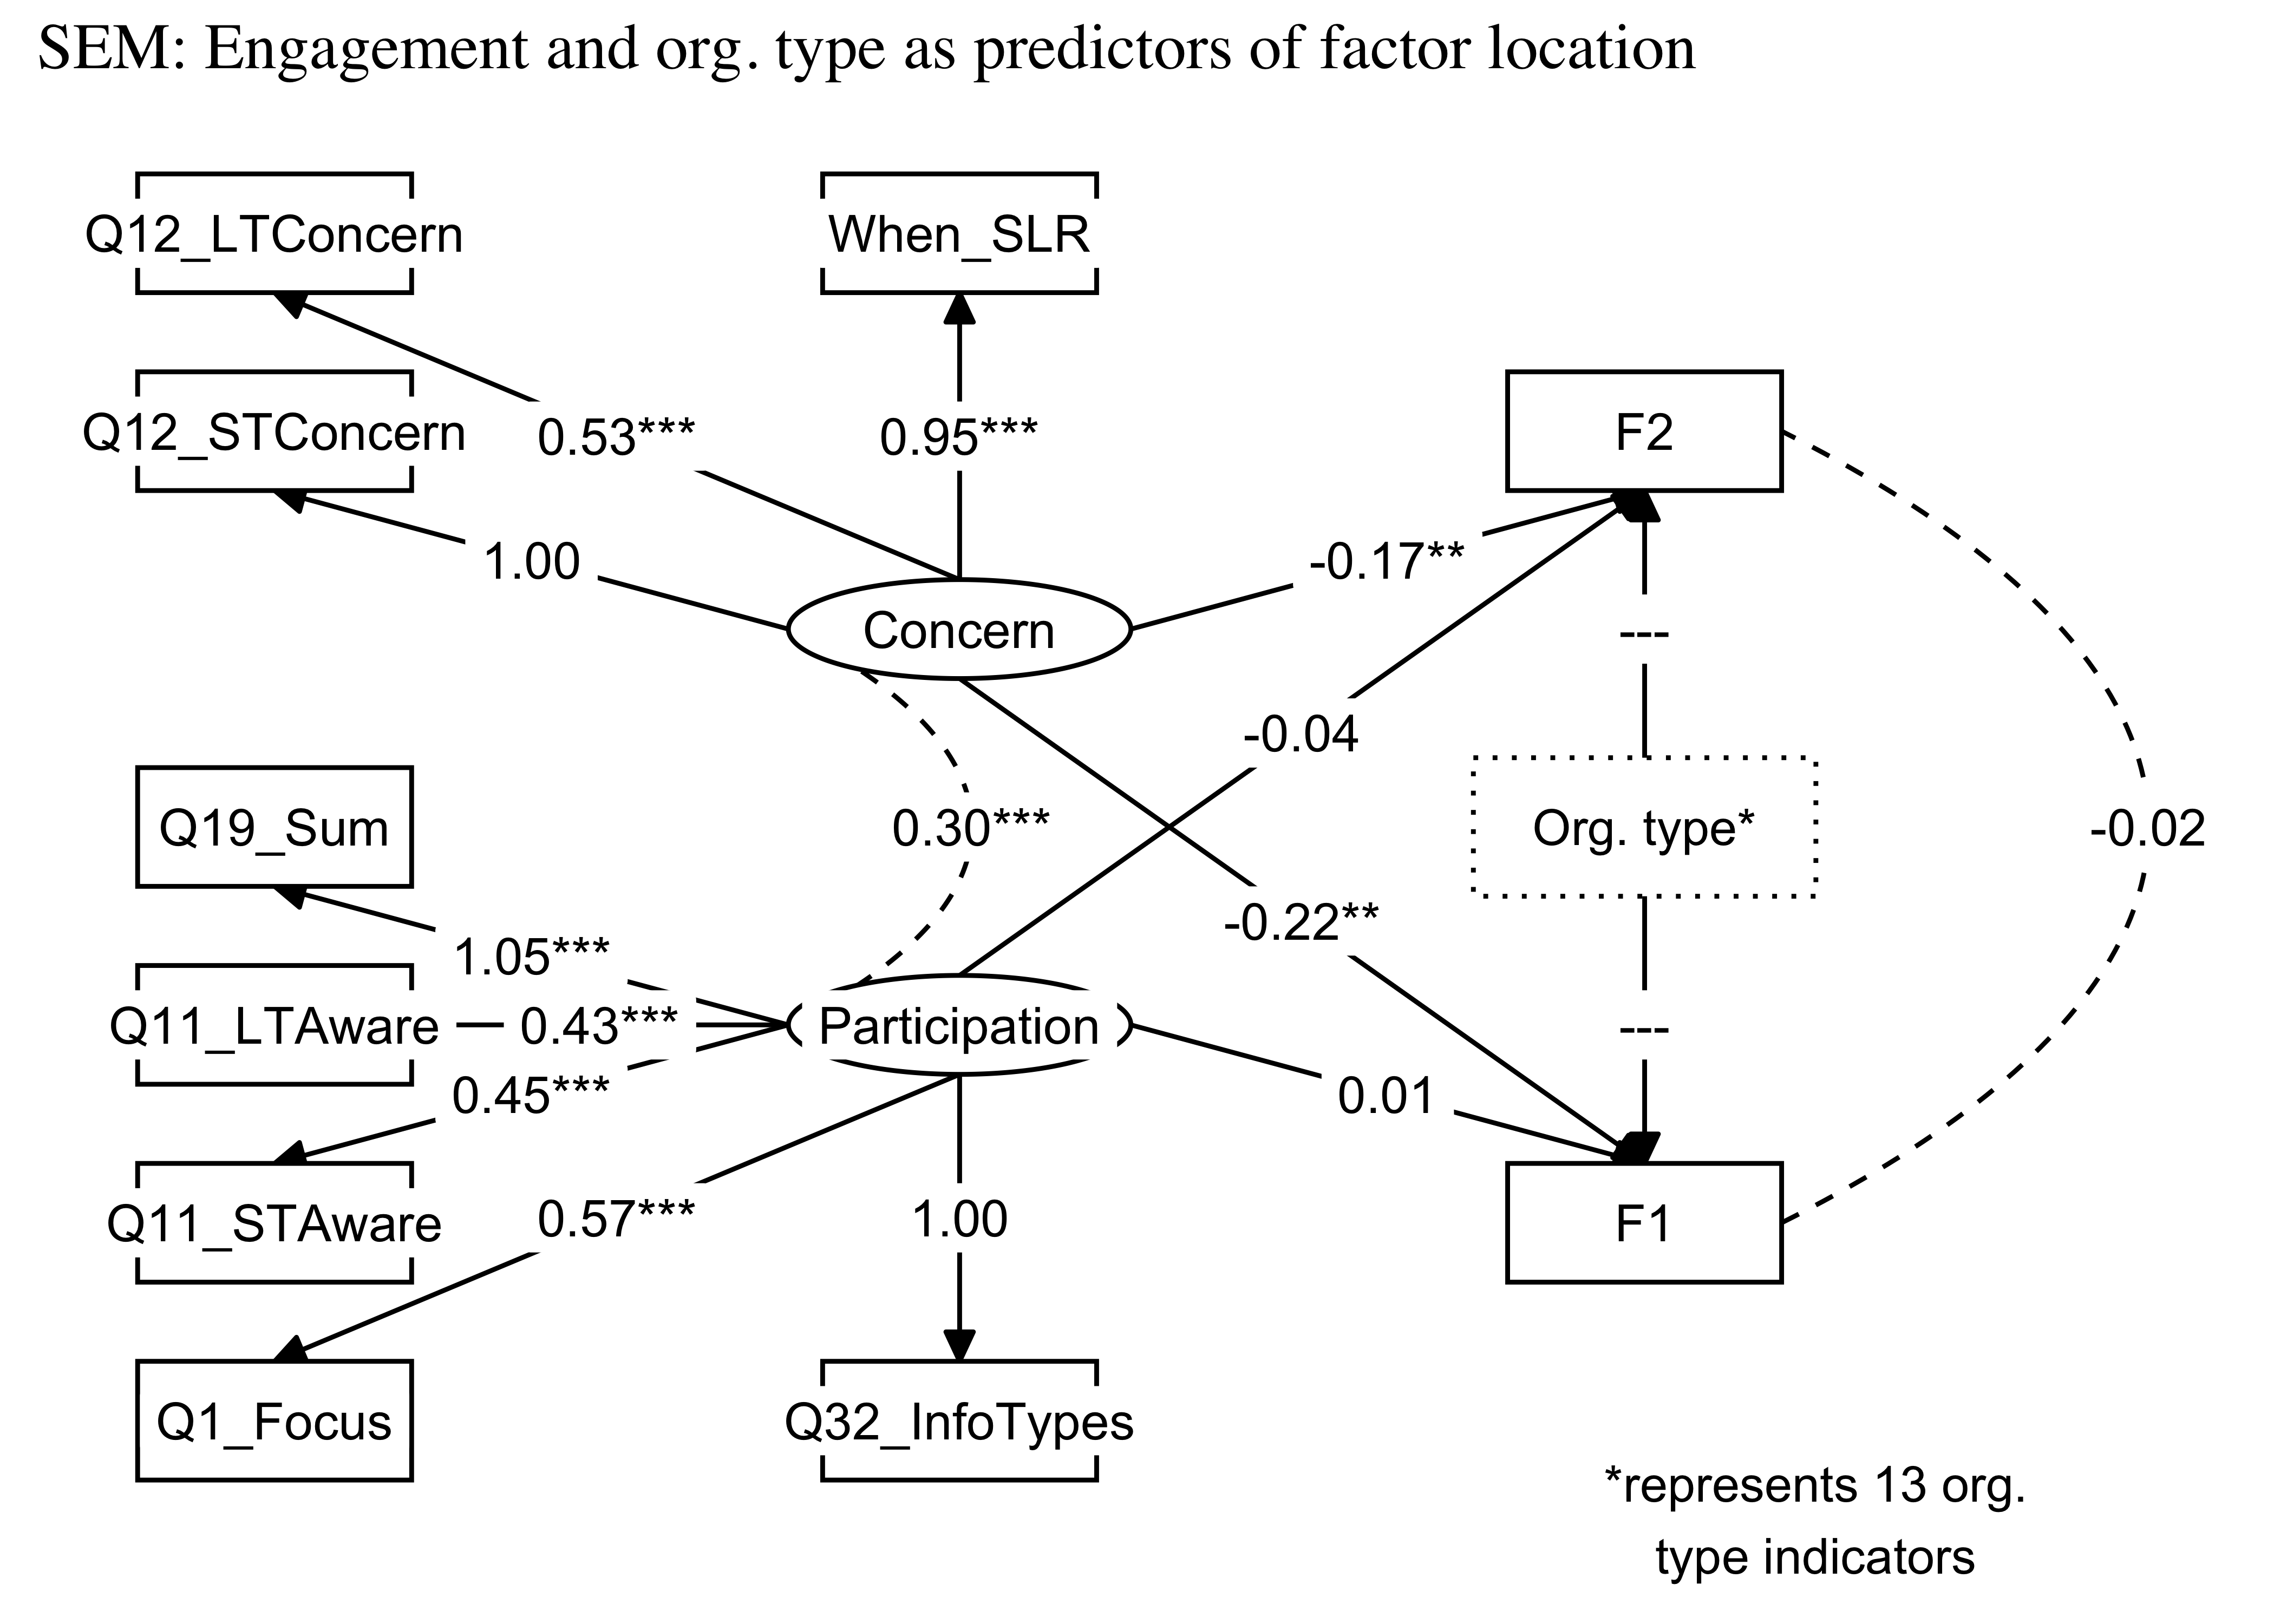 SEM: Engagement and org. type as predictors of factor location
Q12_LTConcern
When_SLR
Q12_STConcern
0.53***
0.95***
F2
1.00
-0.17**
Concern
---
-0.04
Q19_Sum
0.30***
Org. type*
-0.02
-0.22**
1.05***
Q11_LTAware
0.43***
Participation
---
0.45***
0.01
Q11_STAware
0.57***
1.00
F1
Q1_Focus
Q32_InfoTypes
*represents 13 org.
type indicators